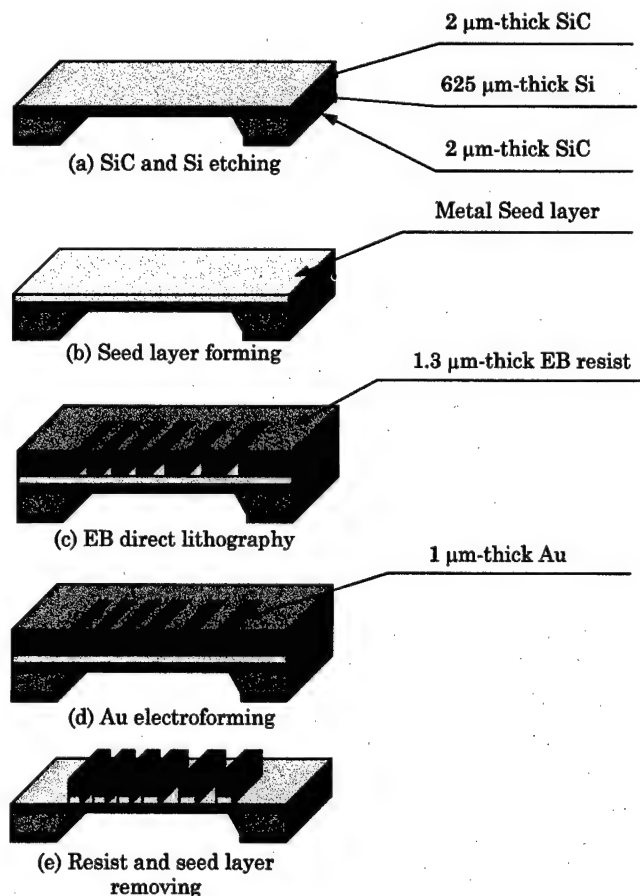 2 μm-thick SiC
625 μm-thick Si
2 μm-thick SiC
(a) SiC and Si etching
Metal Seed layer
(b) Seed layer forming
1.3 μm-thick EB resist
(c) EB direct lithography
1 μm-thick Au
(d) Au electroforming
(e) Resist and seed layer
removing